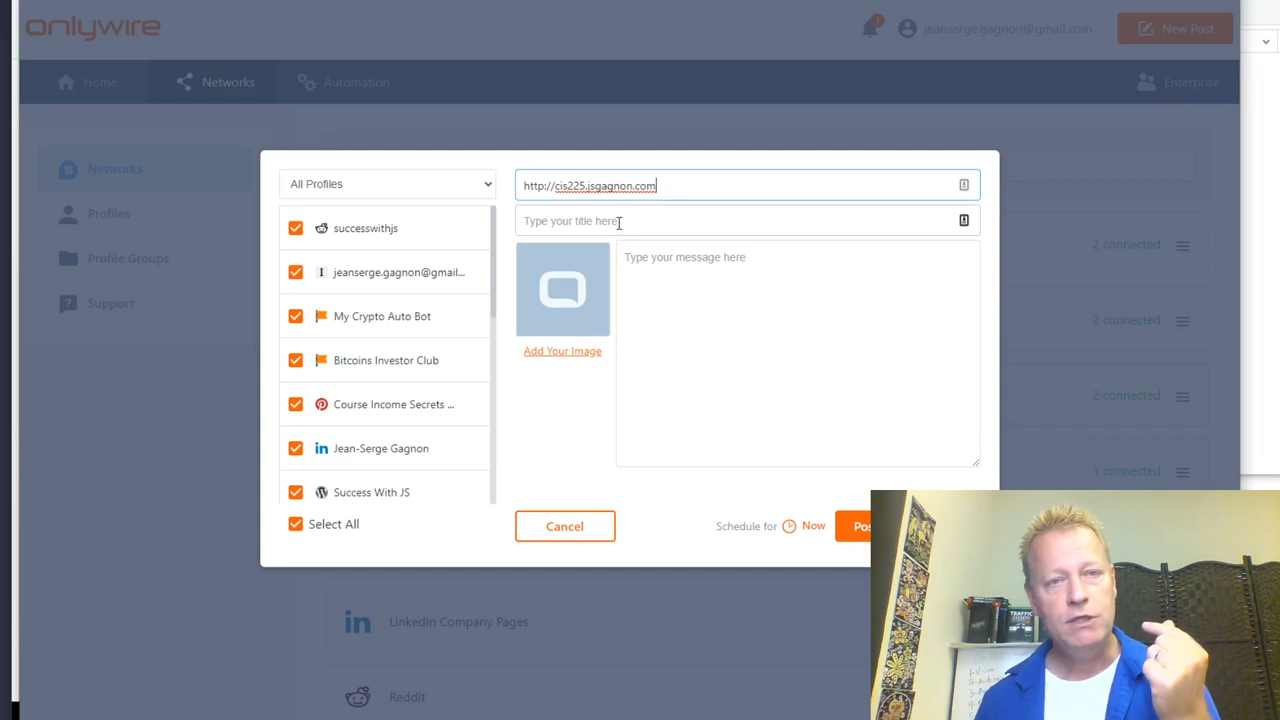 onlywire
1
jeanserge.gagnon@gmail.com
New Post
Home
Networks
Automation
Enterprise
Networks
Profiles
Profile Groups
Support
All Profiles
successwithjs
jeanserge.gagnon@gmail...
My Crypto Auto Bot
Bitcoins Investor Club
Course Income Secrets ...
Jean-Serge Gagnon
Success With JS
Select All
http://cis225.jsgagnon.com
Type your title here
Type your message here
Add Your Image
Cancel
Schedule for
Now
Pos
2 connected
2 connected
2 connected
1 connected
LinkedIn Company Pages
Reddit
TRAFFIC